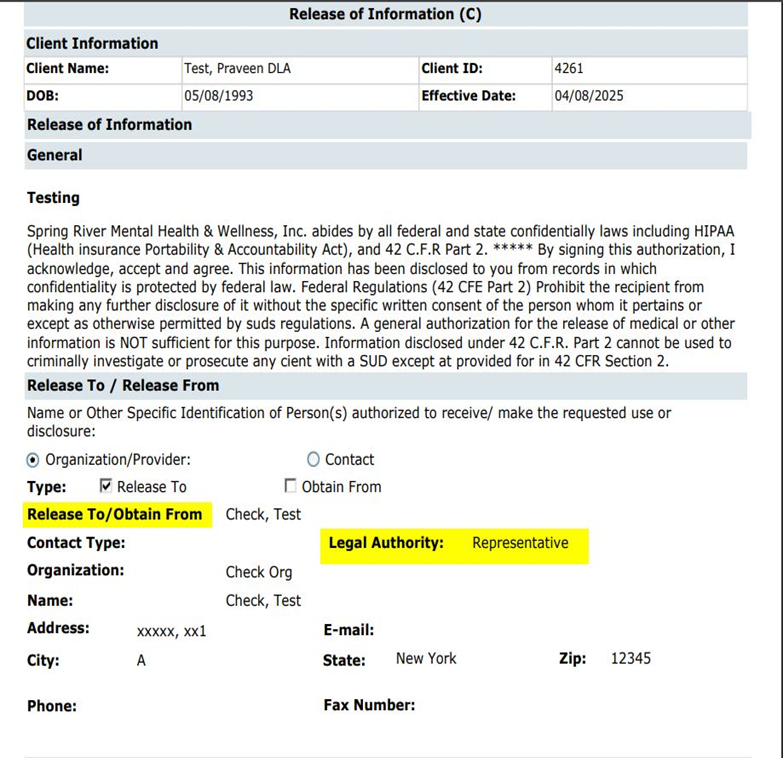 Release of Information (C)
Client Information
Client Name: Test, Praveen DLA Client ID: 4261
DOB: 05/08/1993 Effective Date: 04/08/2025
Release of Information
General
Testing
Spring River Mental Health & Wellness, Inc. abides by all federal and state confidentially laws including HIPAA
(Health insurance Portability & Accountability Act), and 42 C.F.R Part 2. ***** By signing this authorization, I
acknowledge, accept and agree. This information has been disclosed to you from records in which
confidentiality is protected by federal law. Federal Regulations (42 CFE Part 2) Prohibit the recipient from
making any further disclosure of it without the specific written consent of the person whom it pertains or
except as otherwise permitted by suds regulations. A general authorization for the release of medical or other
information is NOT sufficient for this purpose. Information disclosed under 42 C.F.R. Part 2 cannot be used to
criminally investigate or prosecute any cient with a SUD except at provided for in 42 CFR Section 2.
Release To / Release From
Name or Other Specific Identification of Person(s) authorized to receive/ make the requested use or
disclosure:
Organization/Provider: Contact
Type: Release To Obtain From
Release To/Obtain From Check, Test
Contact Type: Legal Authority: Representative
Organization: Check Org
Name: Check, Test
Address: xxxxx, xx1 E-mail:
City: A State: New York Zip: 12345
Phone: Fax Number: